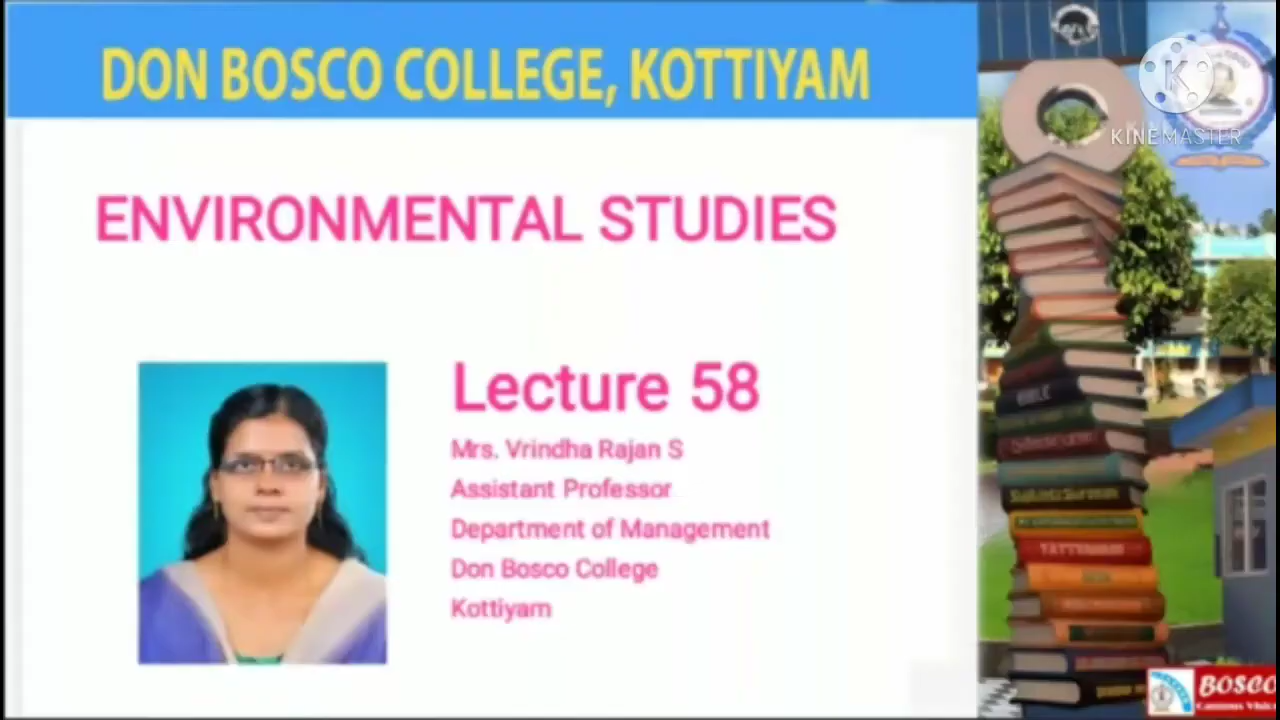 DON BOSCO COLLEGE, KOTTIYAM
KINEMASTER
ENVIRONMENTAL STUDIES
Lecture 58
Mrs. Vrindha Rajan S
Assistant Professor
Department of Management
Don Bosco College
Kottiyam
BIBLE
BOSCO